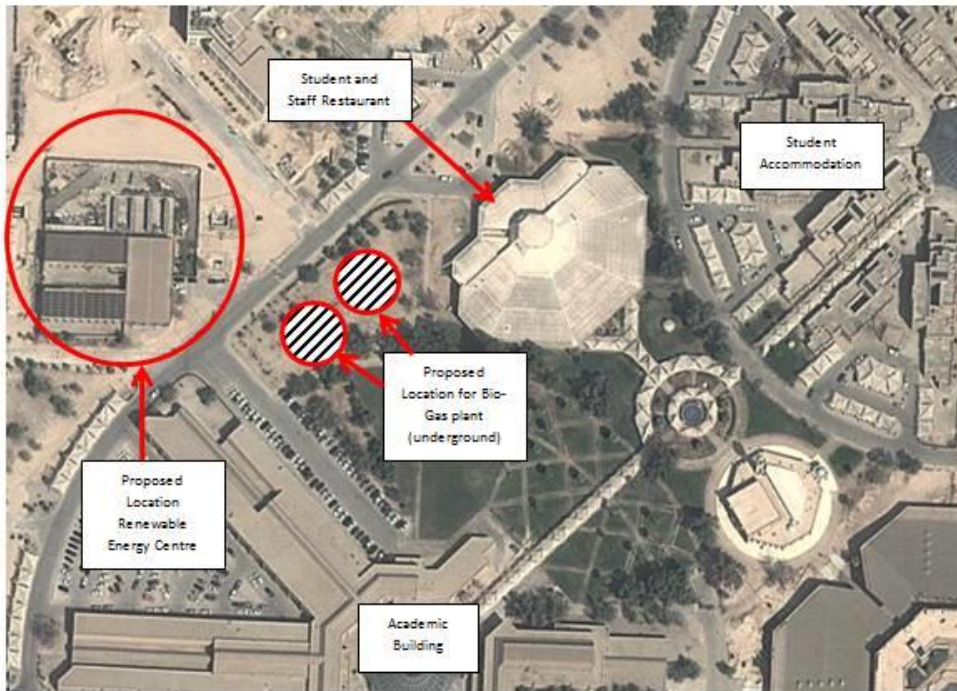 Student and
Staff Restaurant
Student
Accommodation
Proposed
Location for Bio-
Gas plant
(underground)
Proposed
Location
Renewable
Energy Centre
Academic
Building